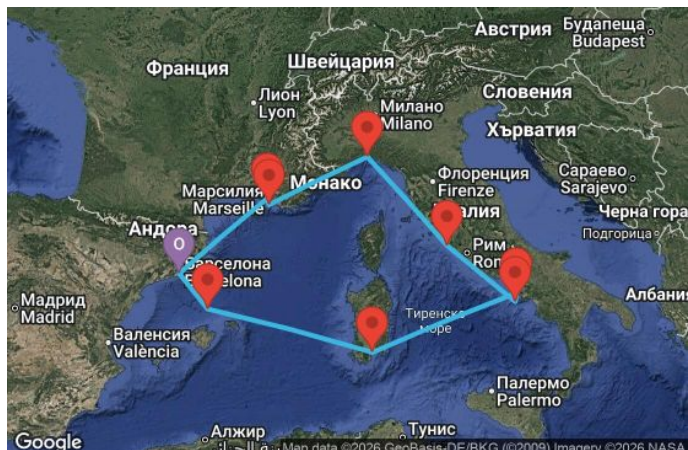 Австрия
Будапеща
Budapest
Швейцария
Франция
Словения
Лион
Lyon
Милано
Milano
Хърватия
Марсилия
Marseille
Монако
Флоренция
Firenze
Сараево
Sarajevo
Черна гора
Подгорица
Андора
O
Барселона
Рим
Мадрид
Madrid
Валенсия
València
Тиренско
море
Албания
Палермо
Palermo
Алжир
Тунис
Google
Map data ©2026 GeoBasis-DE/BKG (©2009) Imagery ©2026 NASA